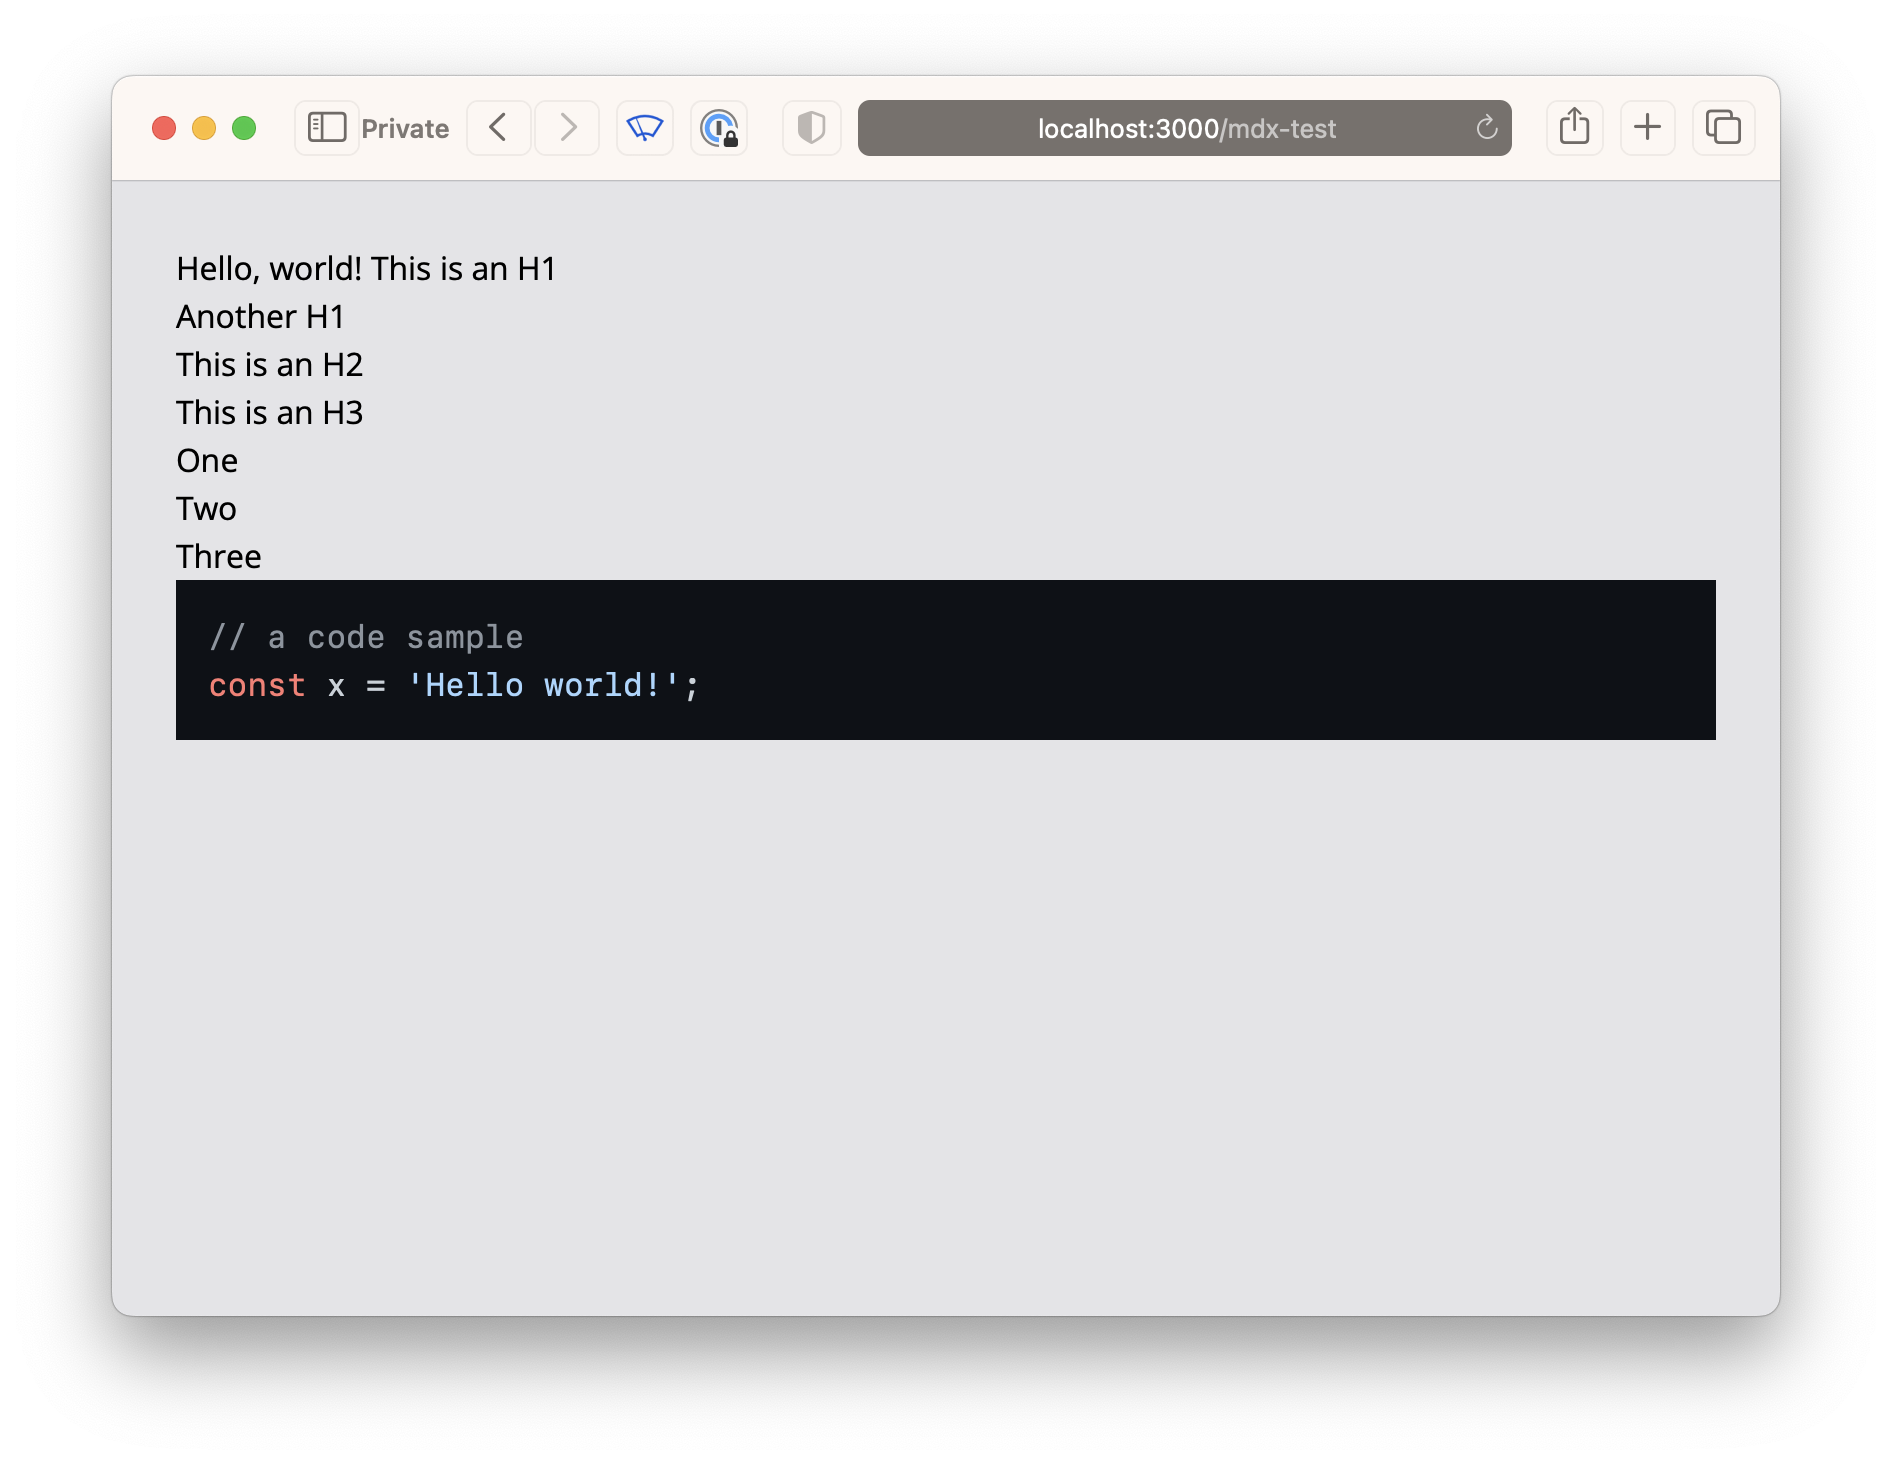 Private
localhost:3000/mdx-test
Hello, world! This is an H1
Another H1
This is an H2
This is an H3
One
Two
Three
// a code sample
const x = 'Hello world!';